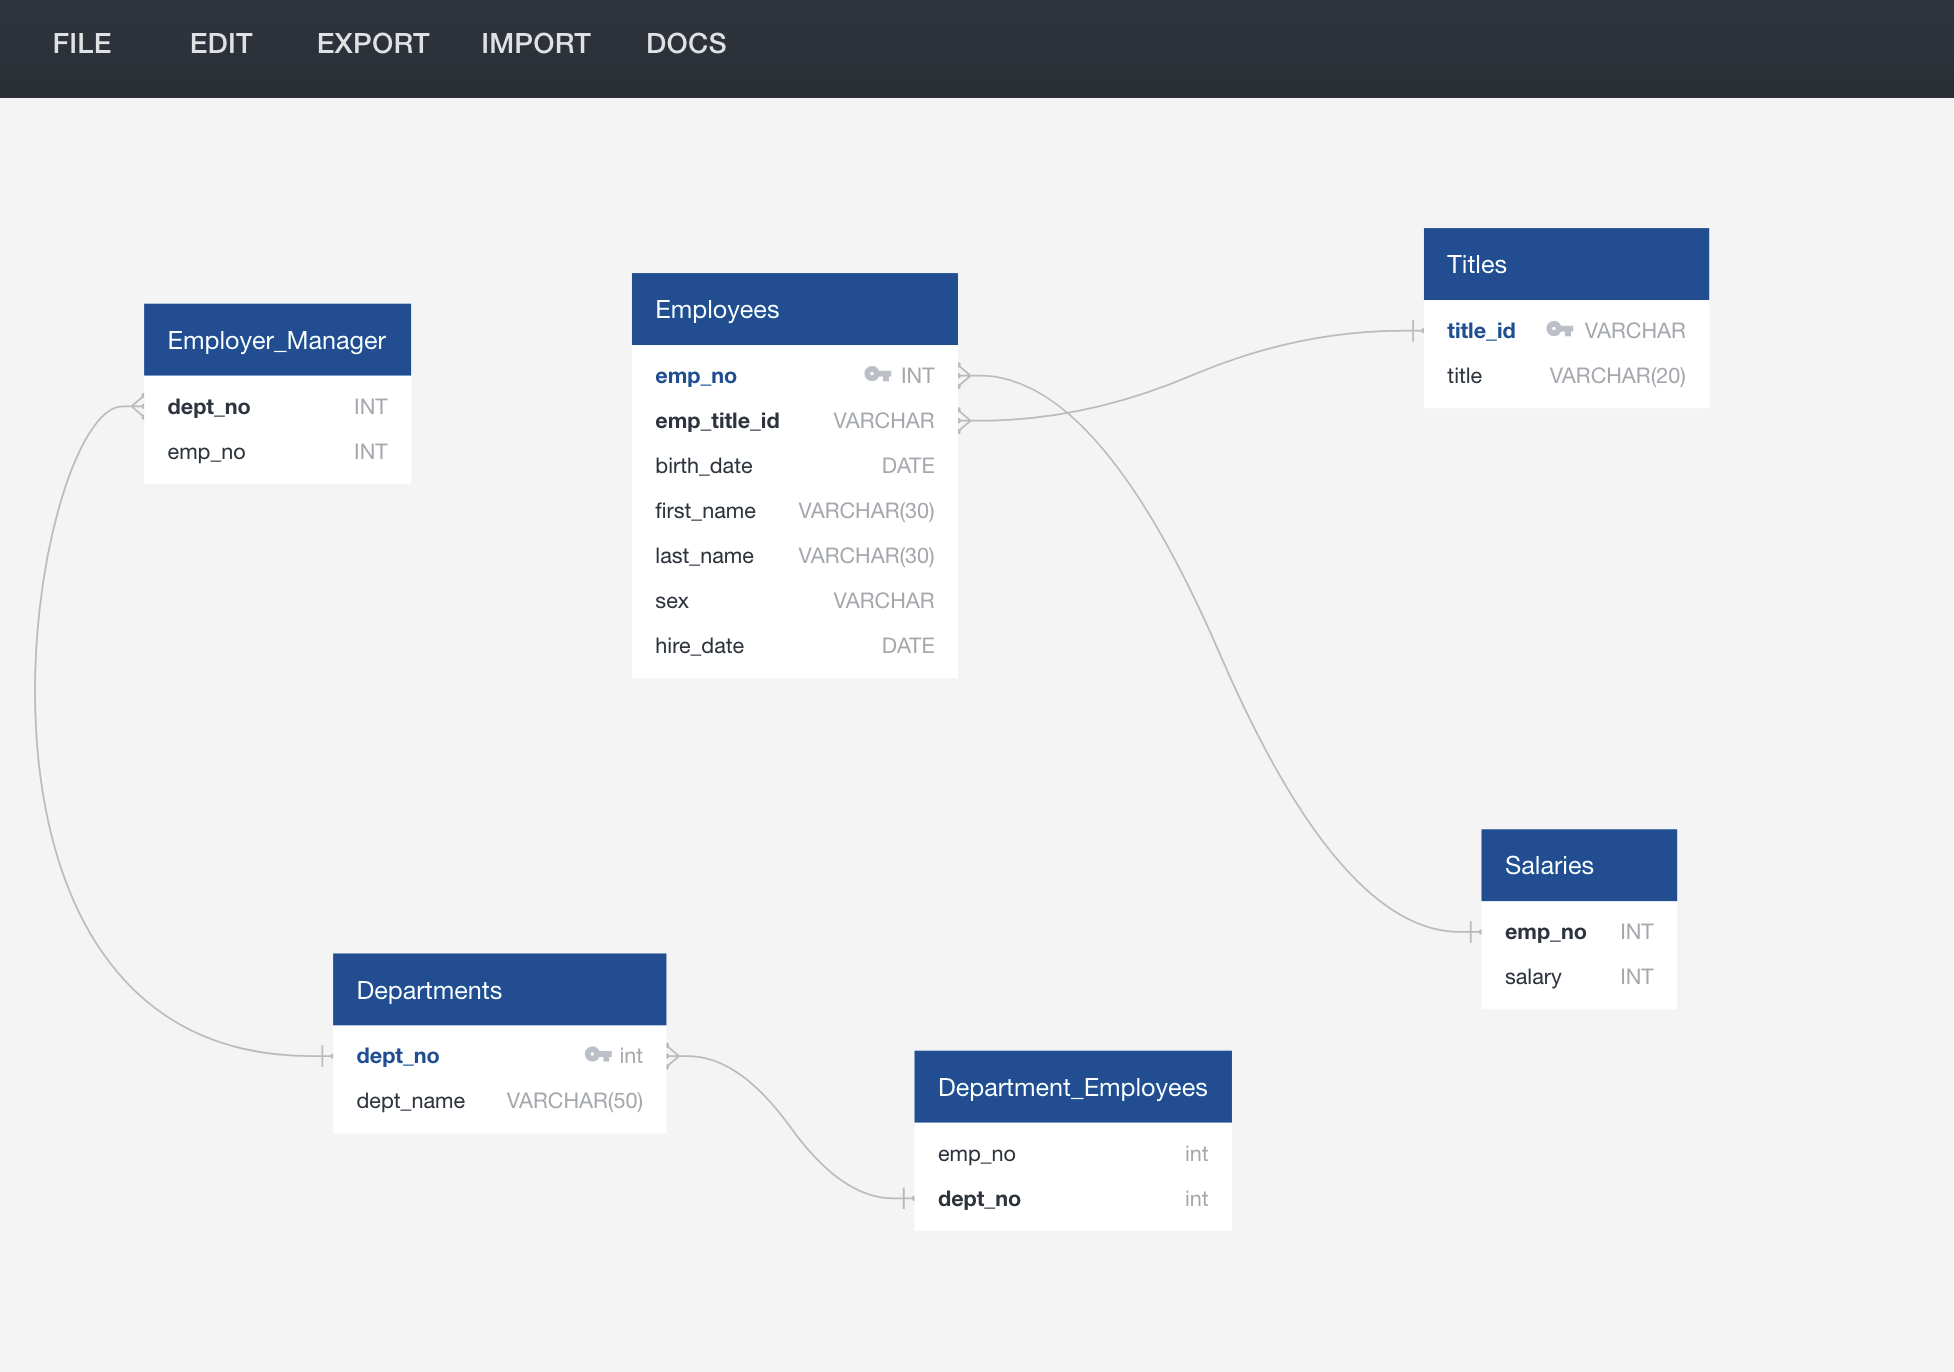 FILE EDIT EXPORT IMPORT DOCS
Employer_Manager
dept_no INT
emp_no INT
Employees
emp_no INT
emp_title_id VARCHAR
birth_date DATE
first_name VARCHAR(30)
last_name VARCHAR(30)
sex VARCHAR
hire_date DATE
Titles
title_id VARCHAR
title VARCHAR(20)
Salaries
emp_no INT
salary INT
Departments
dept_no int
dept_name VARCHAR(50)
Department_Employees
emp_no int
dept_no int